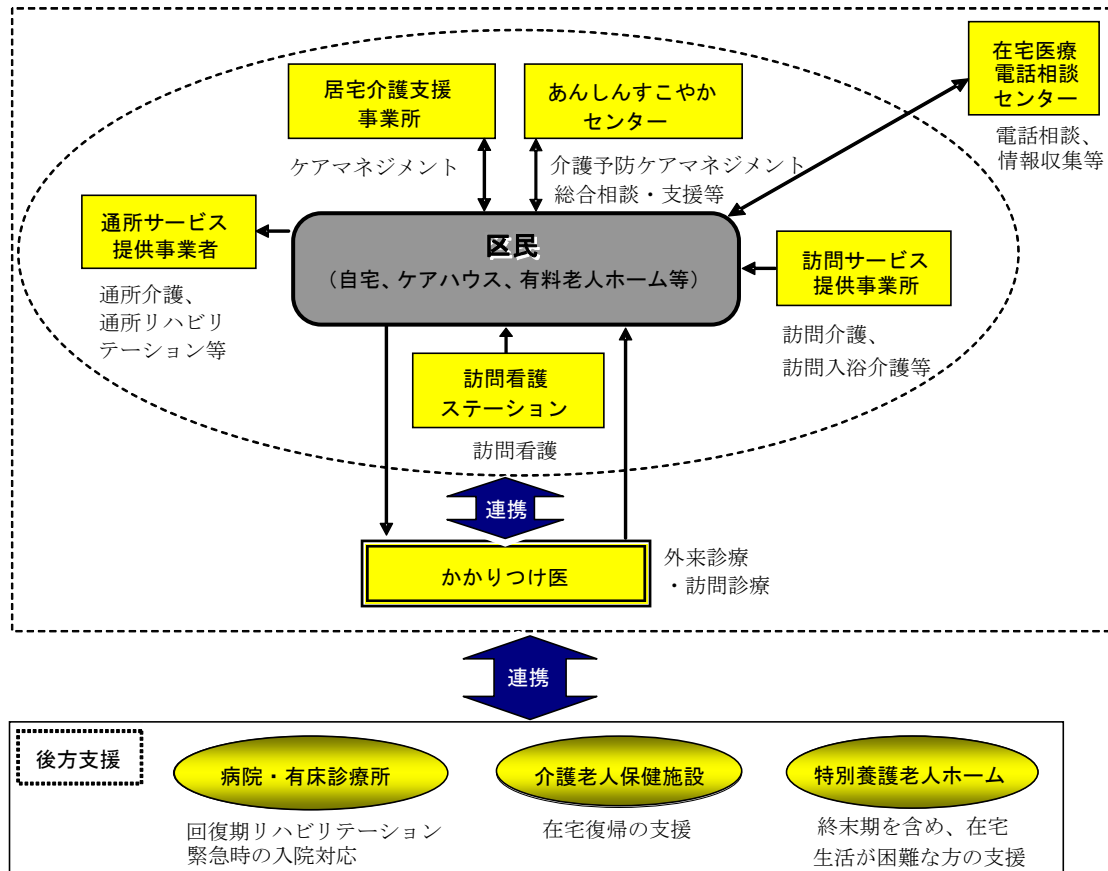 居宅介護支援
事業所
ケアマネジメント
あんしんすこやか
センター
介護予防ケアマネジメント
総合相談・支援等
在宅医療
電話相談
センター
電話相談、
情報収集等
通所サービス
提供事業者
通所介護、
通所リハビリ
テーション等
区民
（自宅、ケアハウス、有料老人ホーム等）
訪問サービス
提供事業所
訪問介護、
訪問入浴介護等
訪問看護
ステーション
訪問看護
連携
かかりつけ医
外来診療
・訪問診療
連携
後方支援
病院・有床診療所
回復期リハビリテーション
緊急時の入院対応
介護老人保健施設
在宅復帰の支援
特別養護老人ホーム
終末期を含め、在宅
生活が困難な方の支援